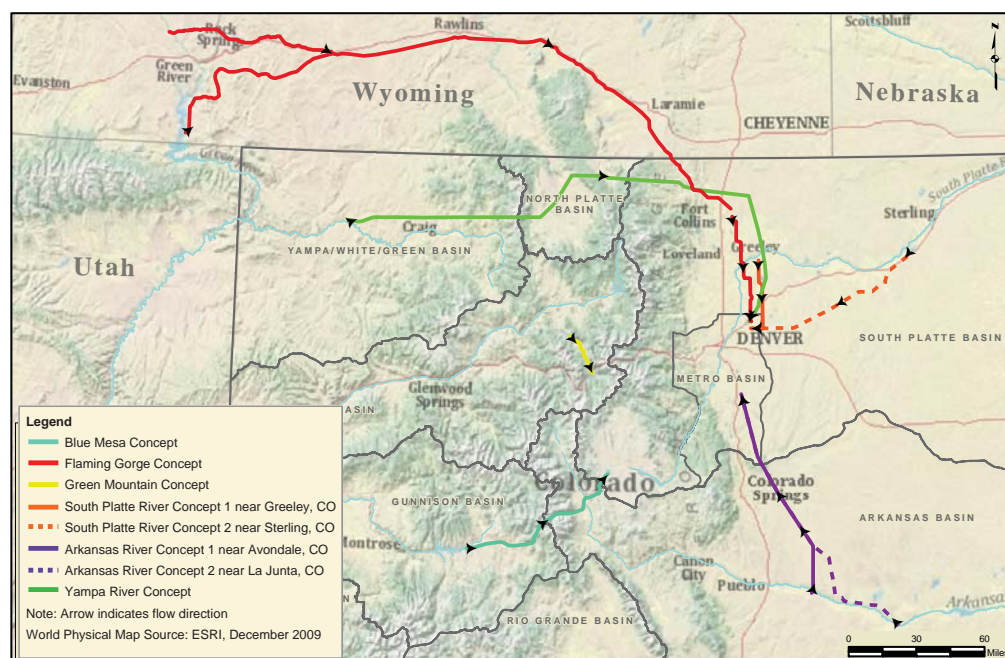 Rock
Springs
Rawlins
Scottsbluff
Green
River
Evanston
Wyoming
Nebraska
Laramie
CHEYENNE
Green
South Platte
NORTH PLATTE
BASIN
Fort
Collins
Sterling
Craig
Greeley
YAMPA/WHITE/GREEN BASIN
Loveland
Utah
DENVER
SOUTH PLATTE BASIN
METRO BASIN
Glenwood
Springs
ASIN
Legend
Blue Mesa Concept
Flaming Gorge Concept
Green Mountain Concept
South Platte River Concept 1 near Greeley, CO
South Platte River Concept 2 near Sterling, CO
Arkansas River Concept 1 near Avondale, CO
Arkansas River Concept 2 near La Junta, CO
Yampa River Concept
Note: Arrow indicates flow direction
World Physical Map Source: ESRI, December 2009
Colorado
Colorado
Springs
GUNNISON BASIN
ARKANSAS BASIN
Montrose
Canon
City
Pueblo
Arkansas
RIO GRANDE BASIN
0 30 60
Miles